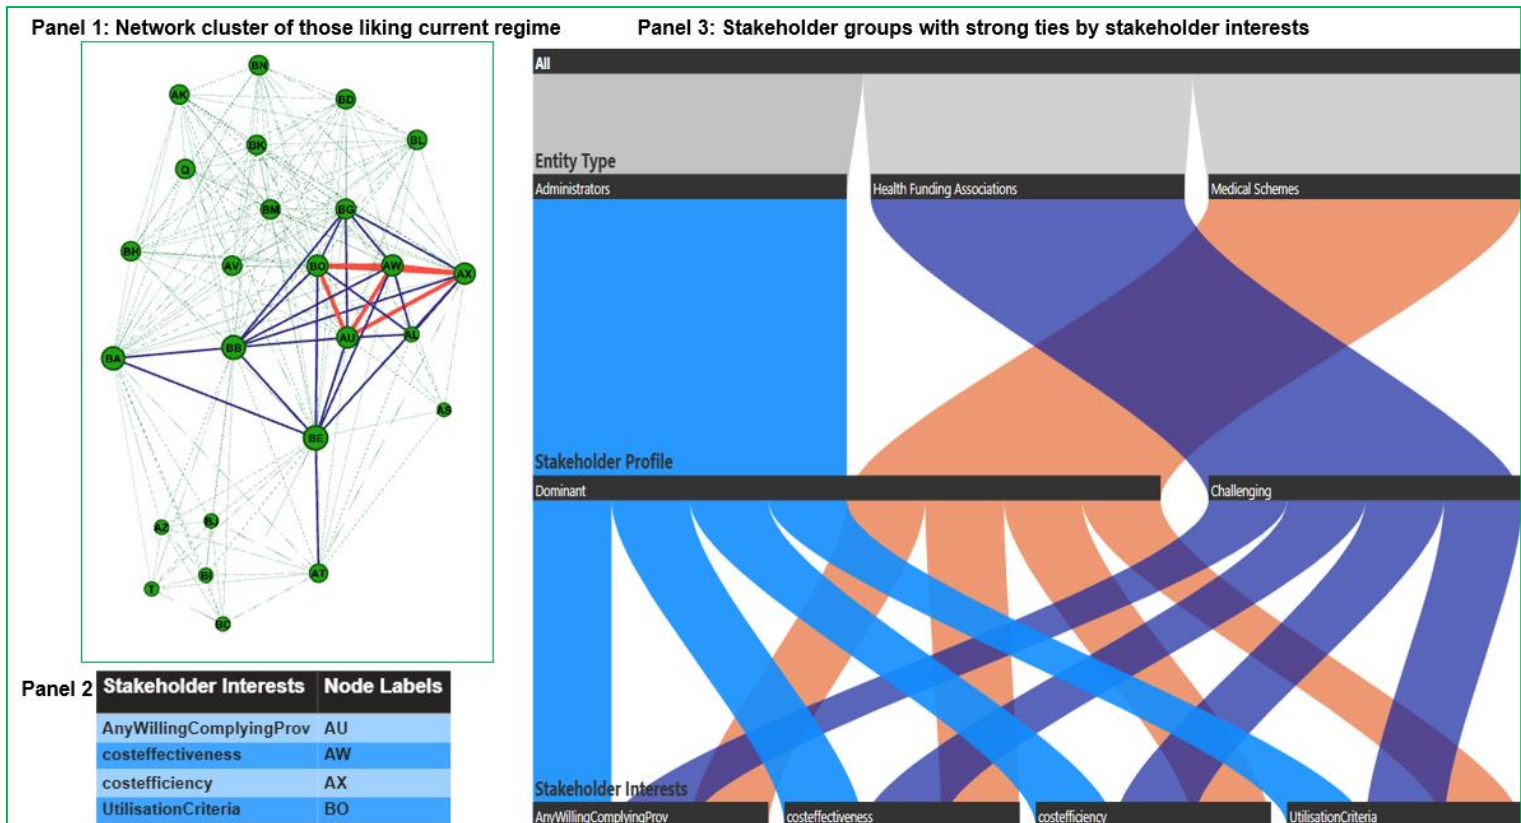 Panel 1: Network cluster of those liking current regime
BN
AK
BD
BL
BK
Q
BM
BG
BH
AV
BO
AW
AX
AU
AL
BB
BA
AS
BE
AZ
BJ
BI
AT
T
BC
Panel 2
Stakeholder Interests Node Labels
AnyWillingComplyingProv AU
costeffectiveness AW
costefficiency AX
UtilisationCriteria BO
Panel 3: Stakeholder groups with strong ties by stakeholder interests
All
Entity Type
Administrators Health Funding Associations Medical Schemes
Stakeholder Profile
Dominant Challenging
Stakeholder Interests
AnyWillingComplyingProv costeffectiveness costefficiency UtilisationCriteria